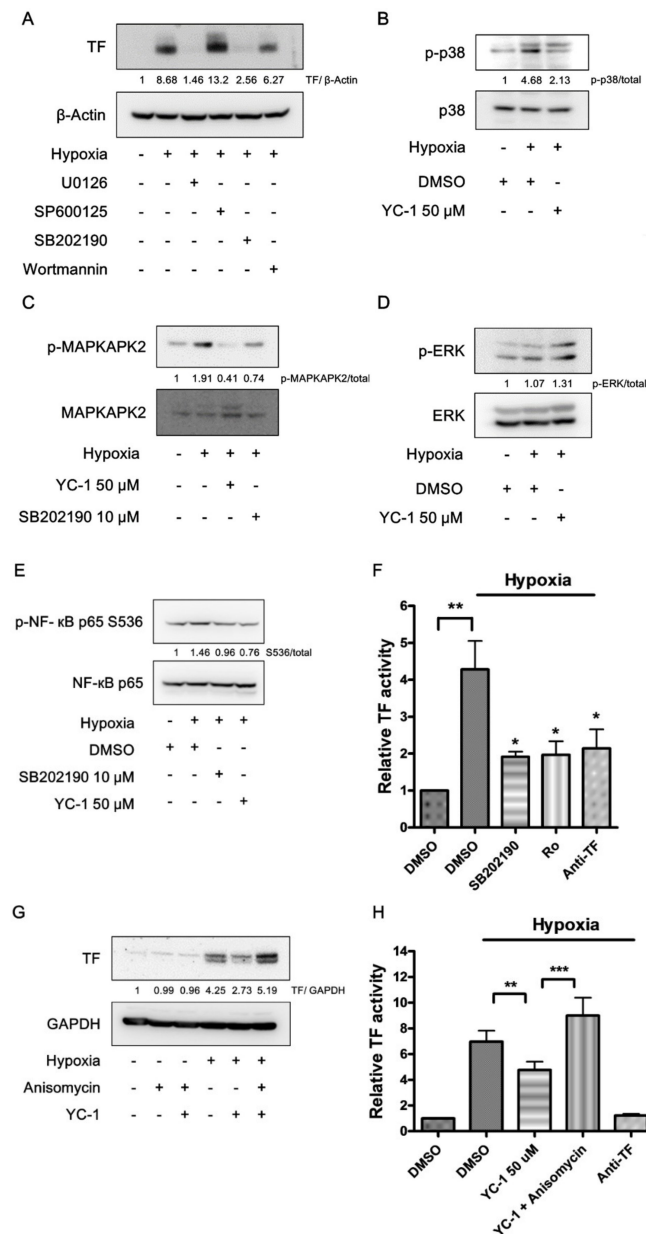 A
TF
1 8.68 1.46 13.2 2.56 6.27 TF/ β-Actin
β-Actin
Hypoxia - + + + + +
U0126 - - + - - -
SP600125 - - - + - -
SB202190 - - - - + -
Wortmannin - - - - - +
B
p-p38
1 4.68 2.13 p-p38/total
p38
Hypoxia - + +
DMSO + + -
YC-1 50 μM - - +
C
p-MAPKAPK2
1 1.91 0.41 0.74 p-MAPKAPK2/total
MAPKAPK2
Hypoxia - + + +
YC-1 50 μM - - + -
SB202190 10 μM - - - +
D
p-ERK
1 1.07 1.31 p-ERK/total
ERK
Hypoxia - + +
DMSO + + -
YC-1 50 μM - - +
E
p-NF- κB p65 S536
1 1.46 0.96 0.76 S536/total
NF-κB p65
Hypoxia - + + +
DMSO + + - -
SB202190 10 μM - - + -
YC-1 50 μM - - - +
F
Hypoxia
Relative TF activity
6
5
4
3
2
1
0
**
*
*
*
DMSO
DMSO
SB202190
Ro
Anti-TF
G
TF
1 0.99 0.96 4.25 2.73 5.19 TF/ GAPDH
GAPDH
Hypoxia - - - + + +
Anisomycin - + + - - +
YC-1 - - + - + +
H
Hypoxia
Relative TF activity
14
12
10
8
6
4
2
0
**
***
DMSO
DMSO
YC-1 50 uM
YC-1 + Anisomycin
Anti-TF